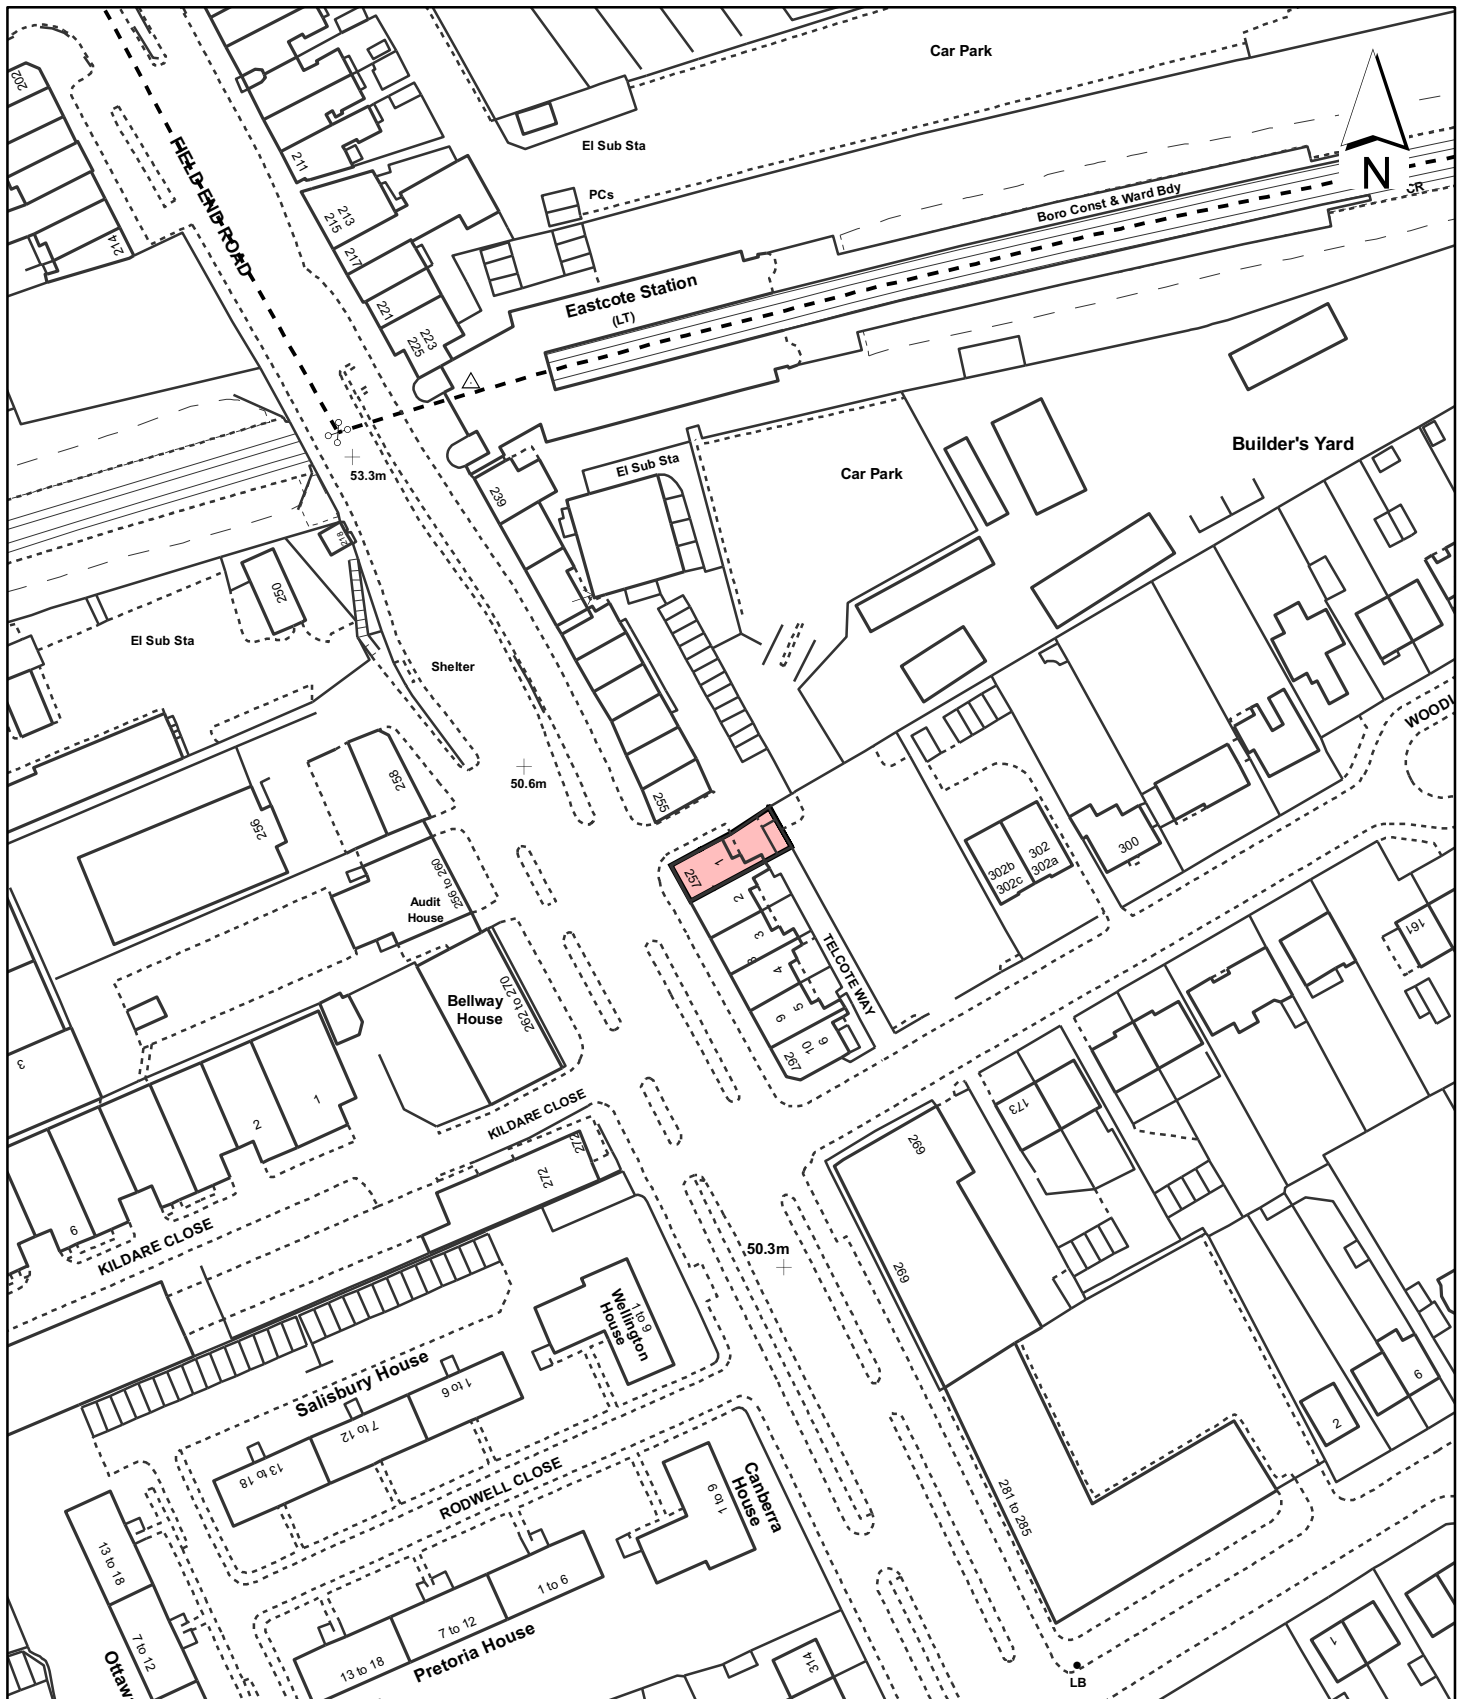 Car Park
202
FIELD END ROAD
211
El Sub Sta
PCs
N
CR
Boro Const & Ward Bdy
213
215
214
217
221
223
225
Eastcote Station
(LT)
Builder's Yard
53.3m
El Sub Sta
Car Park
239
218
250
El Sub Sta
Shelter
WOODL
50.6m
258
255
256
256 to 260
1
257
302b
302c
302
302a
300
Audit
House
2
3
8
4
TELCOTE WAY
161
Bellway
House
262 to 270
5
9
6
10
267
3
1
2
KILDARE CLOSE
173
272
274
269
6
KILDARE CLOSE
50.3m
269
Wellington
House
1 to 9
Salisbury House
1 to 6
7 to 12
13 to 18
2
6
RODWELL CLOSE
Canberra
House
1 to 9
281 to 285
13 to 18
7 to 12
1 to 6
7 to 12
13 to 18
Pretoria House
Ottaw
314
1
LB